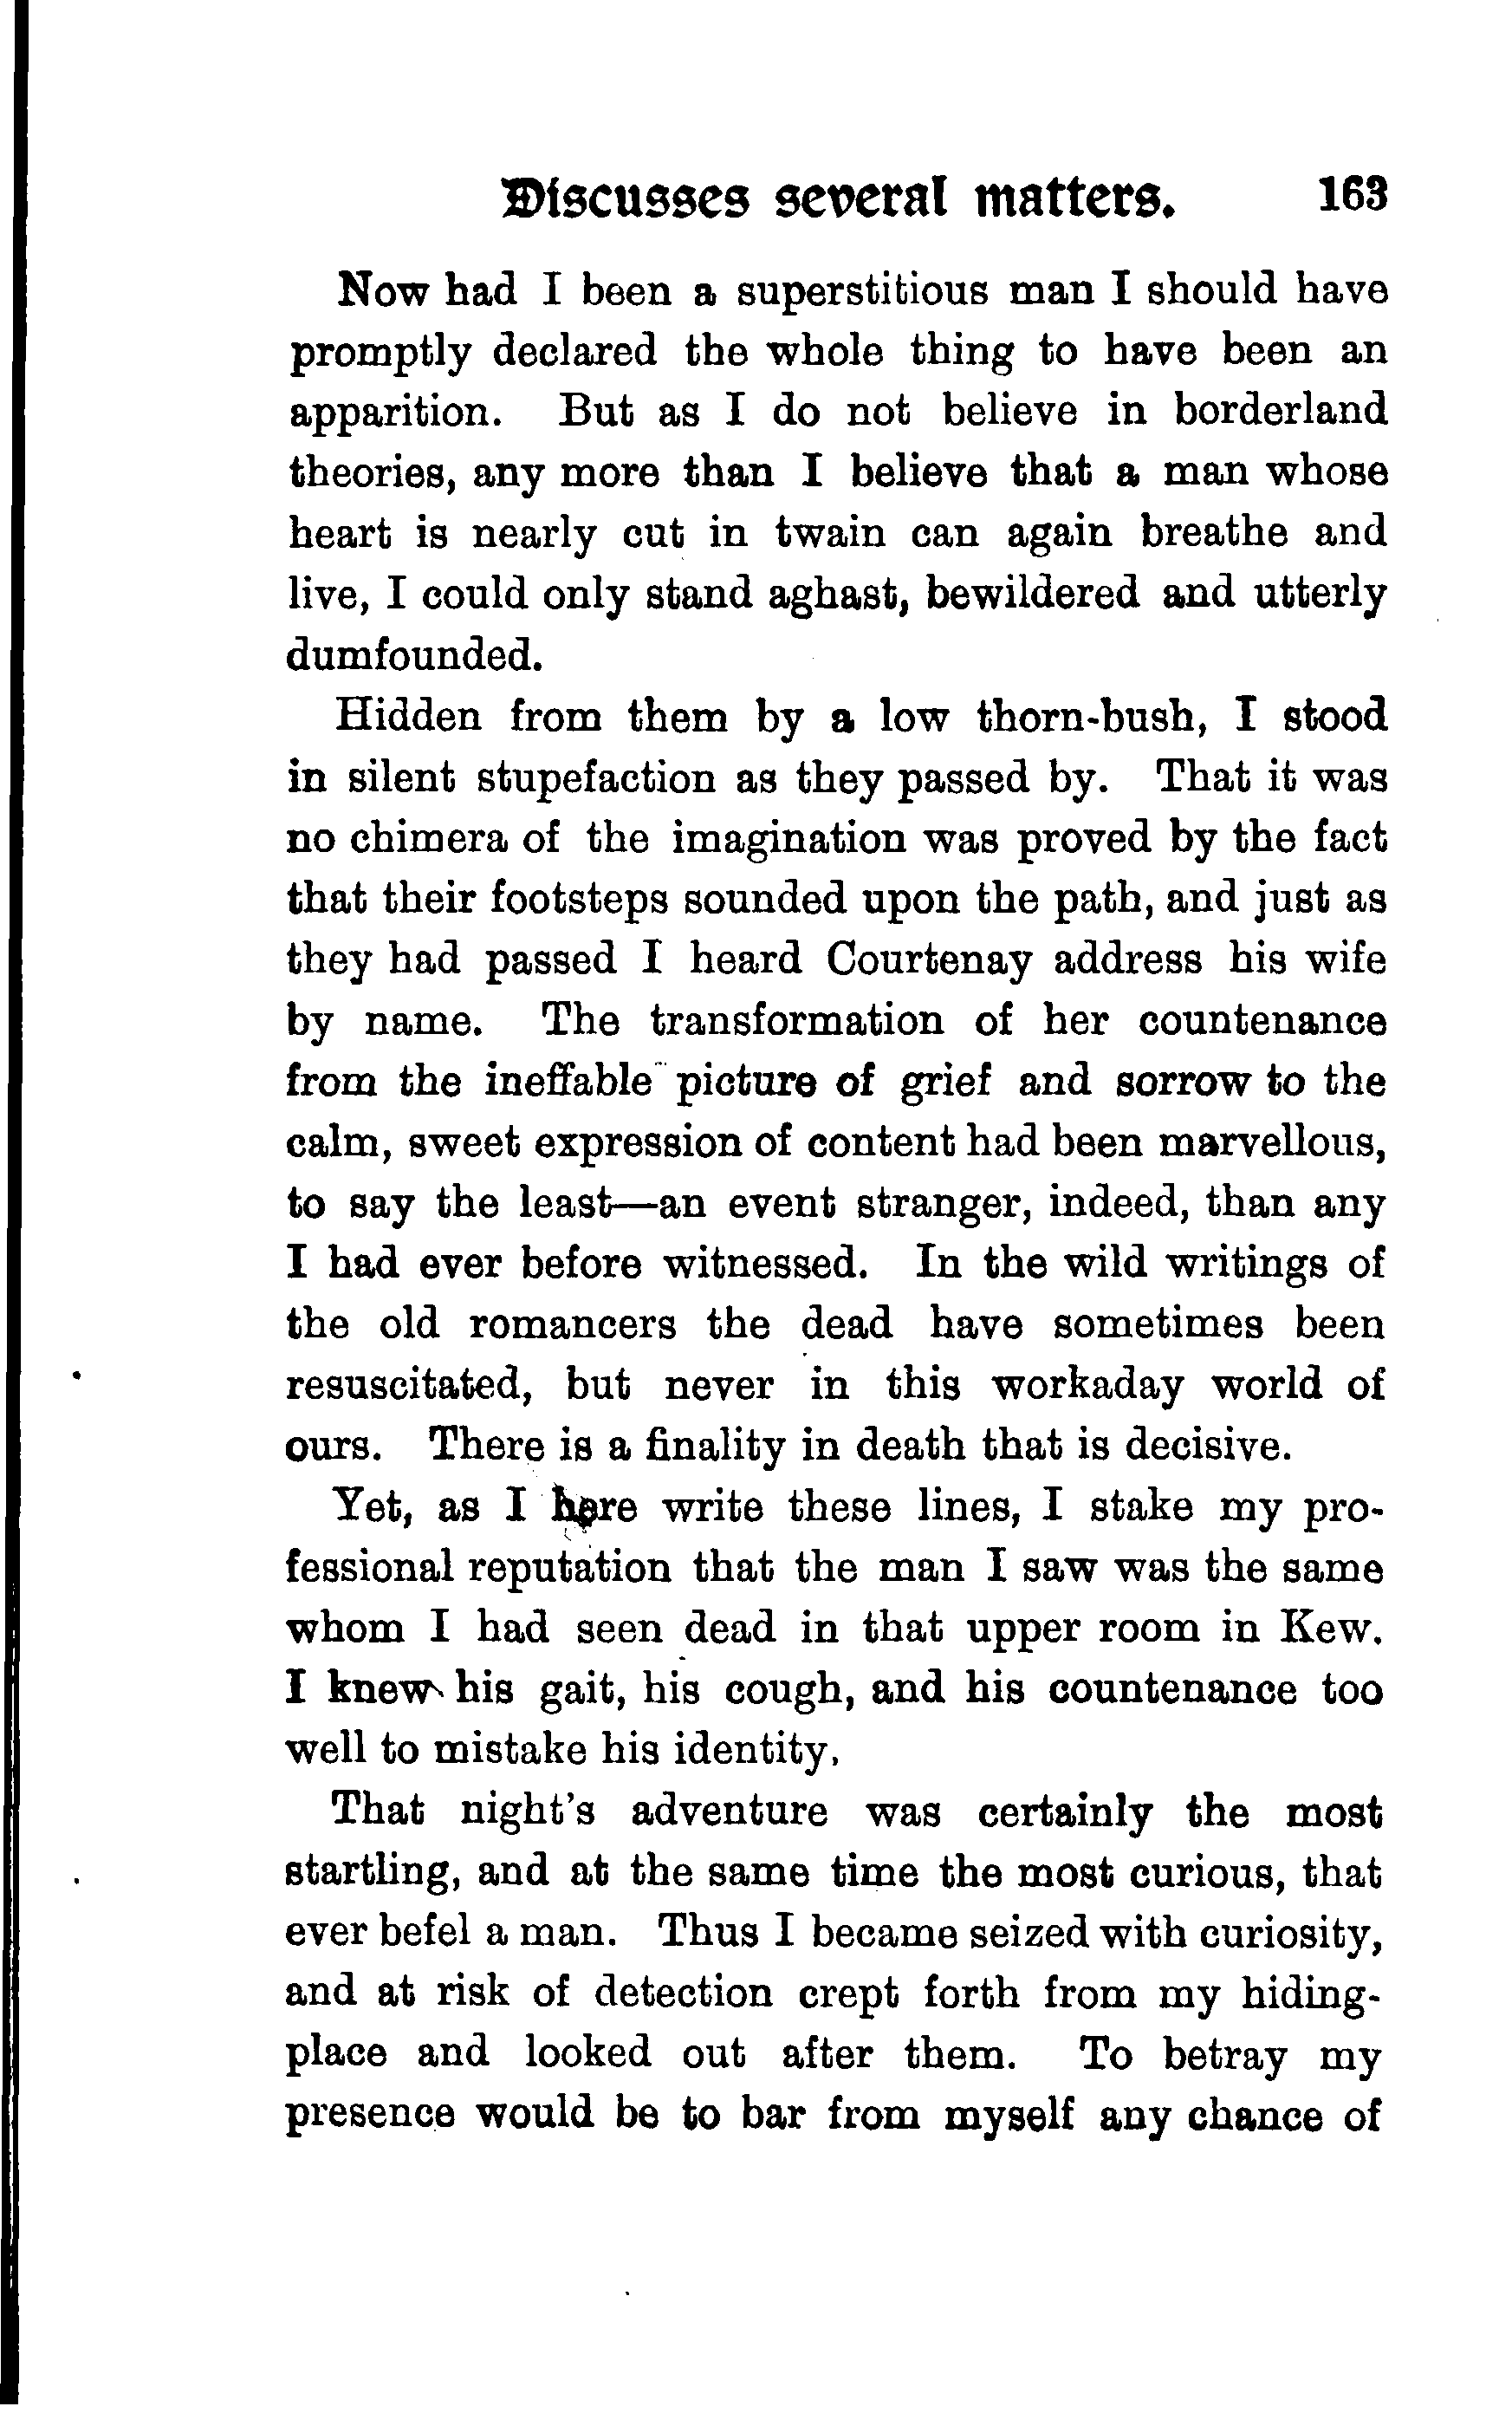 Discusses several matters. 163
Now had I been a superstitious man I should have
promptly declared the whole thing to have been an
apparition. But as I do not believe in borderland
theories, any more than I believe that a man whose
heart is nearly cut in twain can again breathe and
live, I could only stand aghast, bewildered and utterly
dumfounded.
Hidden from them by a low thorn-bush, I stood
in silent stupefaction as they passed by. That it was
no chimera of the imagination was proved by the fact
that their footsteps sounded upon the path, and just as
they had passed I heard Courtenay address his wife
by name. The transformation of her countenance
from the ineffable picture of grief and sorrow to the
calm, sweet expression of content had been marvellous,
to say the least—an event stranger, indeed, than any
I had ever before witnessed. In the wild writings of
the old romancers the dead have sometimes been
resuscitated, but never in this workaday world of
ours. There is a finality in death that is decisive.
Yet, as I here write these lines, I stake my pro-
fessional reputation that the man I saw was the same
whom I had seen dead in that upper room in Kew.
I knew his gait, his cough, and his countenance too
well to mistake his identity.
That night's adventure was certainly the most
startling, and at the same time the most curious, that
ever befel a man. Thus I became seized with curiosity,
and at risk of detection crept forth from my hiding-
place and looked out after them. To betray my
presence would be to bar from myself any chance of